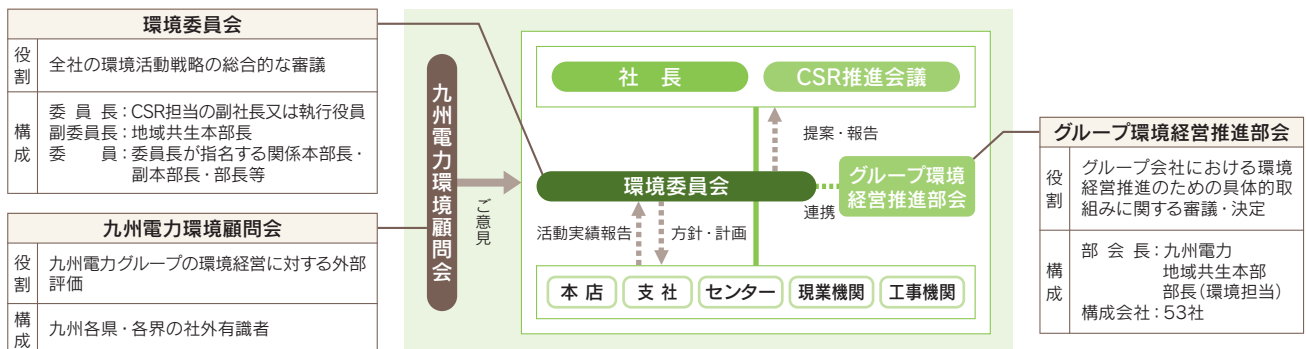 環境委員会
役割
全社の環境活動戦略の総合的な審議
構成
委 員 長：CSR担当の副社長又は執行役員
副委員長：地域共生本部長
委　　員：委員長が指名する関係本部長・
副本部長・部長等
九州電力環境顧問会
役割
九州電力グループの環境経営に対する外部
評価
構成
九州各県・各界の社外有識者
九州電力環境顧問会
ご意見
社 長
CSR推進会議
提案・報告
環境委員会
連携
グループ環境
経営推進部会
活動実績報告
方針・計画
本 店
支 社
センター
現業機関
工事機関
グループ環境経営推進部会
役割
グループ会社における環境
経営推進のための具体的取
組みに関する審議・決定
構成
部 会 長：九州電力
地域共生本部
部長（環境担当）
構成会社：53社